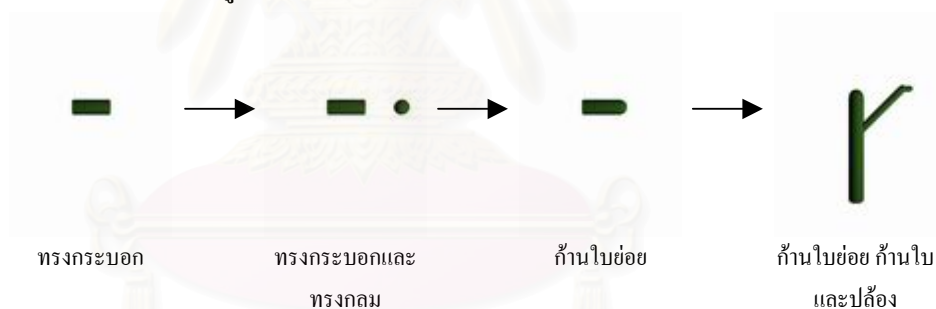 ทรงกระบอก ทรงกระบอกและ ก้านใบย่อย ก้านใบย่อย ก้านใบ
ทรงกลม และปล้อง